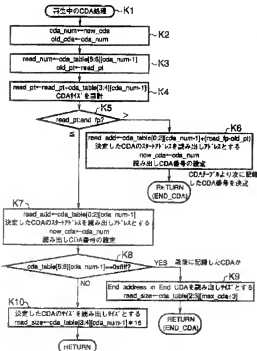 再生中のCDA処理
K1
cda_num←now_cda
old_cda←cda_num
K2
read_num←cda_table[5:6][cda_num-1]
old_pt←read_pt
K3
read_pt←read_pt+cda_table[3:4][cda_num-1]
CDAサイズを累計
K4
K5
read_pt:and_fp?
>
≦
K6
read_add←cda_table[0:2][cda_num-1]+(read_fp-old_pt)
決定したCDAのスタートアドレスを読み出しアドレスとする
now_cda←cda_num
読み出しCDA番号の設定
CDAテーブルより次に記録
したCDA番号を決定
RETURN
(END_CDA)
K7
read_add←cda_table[0:2][cda_num-1]
決定したCDAのスタートアドレスを読み出しアドレスとする
now_cda←cda_num
読み出しCDA番号の設定
K8
cda_table[5:6][cda_num-1]==0xffff?
YES
最後に記録したCDAか
NO
K9
End address in End CDAを読み出しサイズとする
read_size←cda_table[2:5][max_cda+3]
RETURN
(END_CDA)
K10
決定したCDAのサイズを読み出しサイズとする
read_size←cda_table[3:4][cda_num-1]*16
RETURN